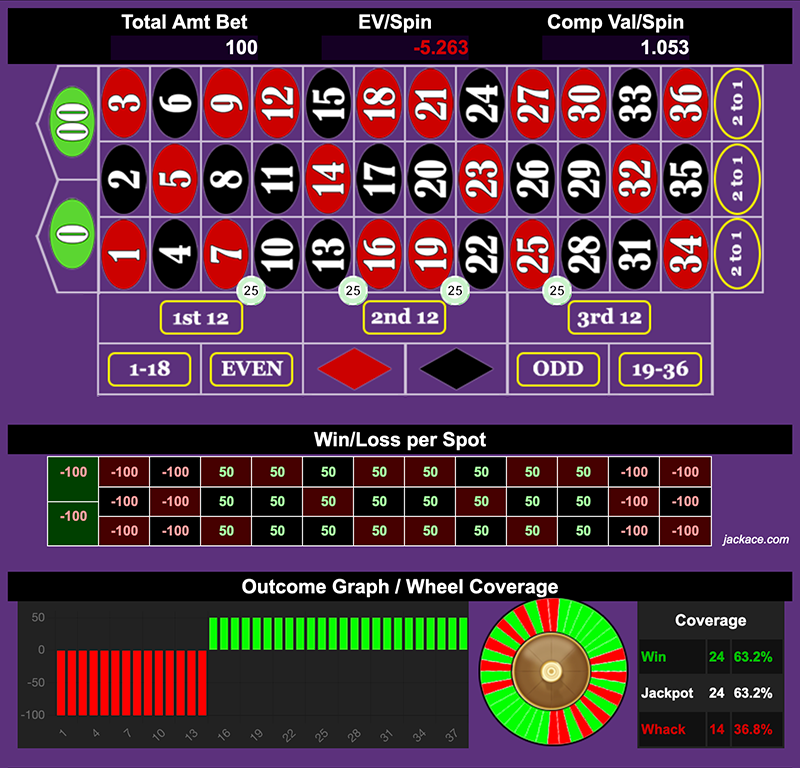 Total Amt Bet EV/Spin Comp Val/Spin
100 -5.263 1.053
00 3 6 9 12 15 18 21 24 27 30 33 36 2 to 1
2 5 8 11 14 17 20 23 26 29 32 35 2 to 1
0 1 4 7 10 13 16 19 22 25 28 31 34 2 to 1
25 25 25 25
1st 12 2nd 12 3rd 12
1-18 EVEN ODD 19-36
Win/Loss per Spot
-100 -100 -100 50 50 50 50 50 50 50 50 -100 -100
-100 -100 50 50 50 50 50 50 50 50 -100 -100
-100 -100 -100 50 50 50 50 50 50 50 50 -100 -100
jackace.com
Outcome Graph / Wheel Coverage
50
0
-50
-100
1 4 7 10 13 16 19 22 25 28 31 34 37
Coverage
Win 24 63.2%
Jackpot 24 63.2%
Whack 14 36.8%